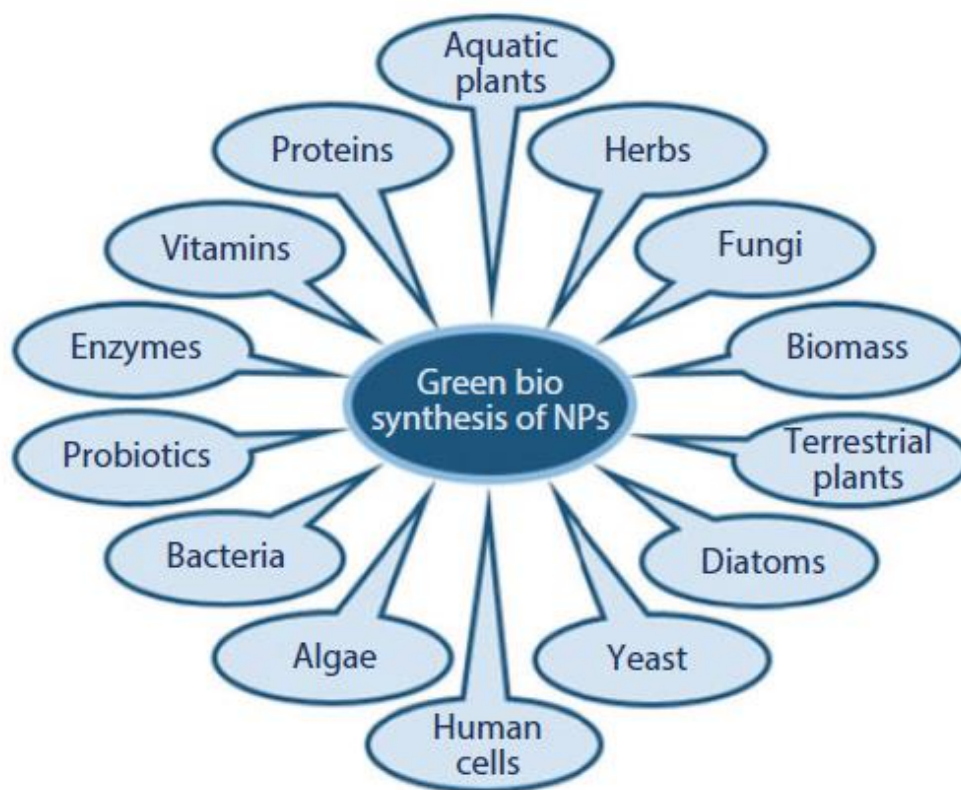 Aquatic
plants
Proteins
Herbs
Vitamins
Fungi
Enzymes
Biomass
Green bio
synthesis of NPs
Probiotics
Terrestrial
plants
Bacteria
Diatoms
Algae
Yeast
Human
cells